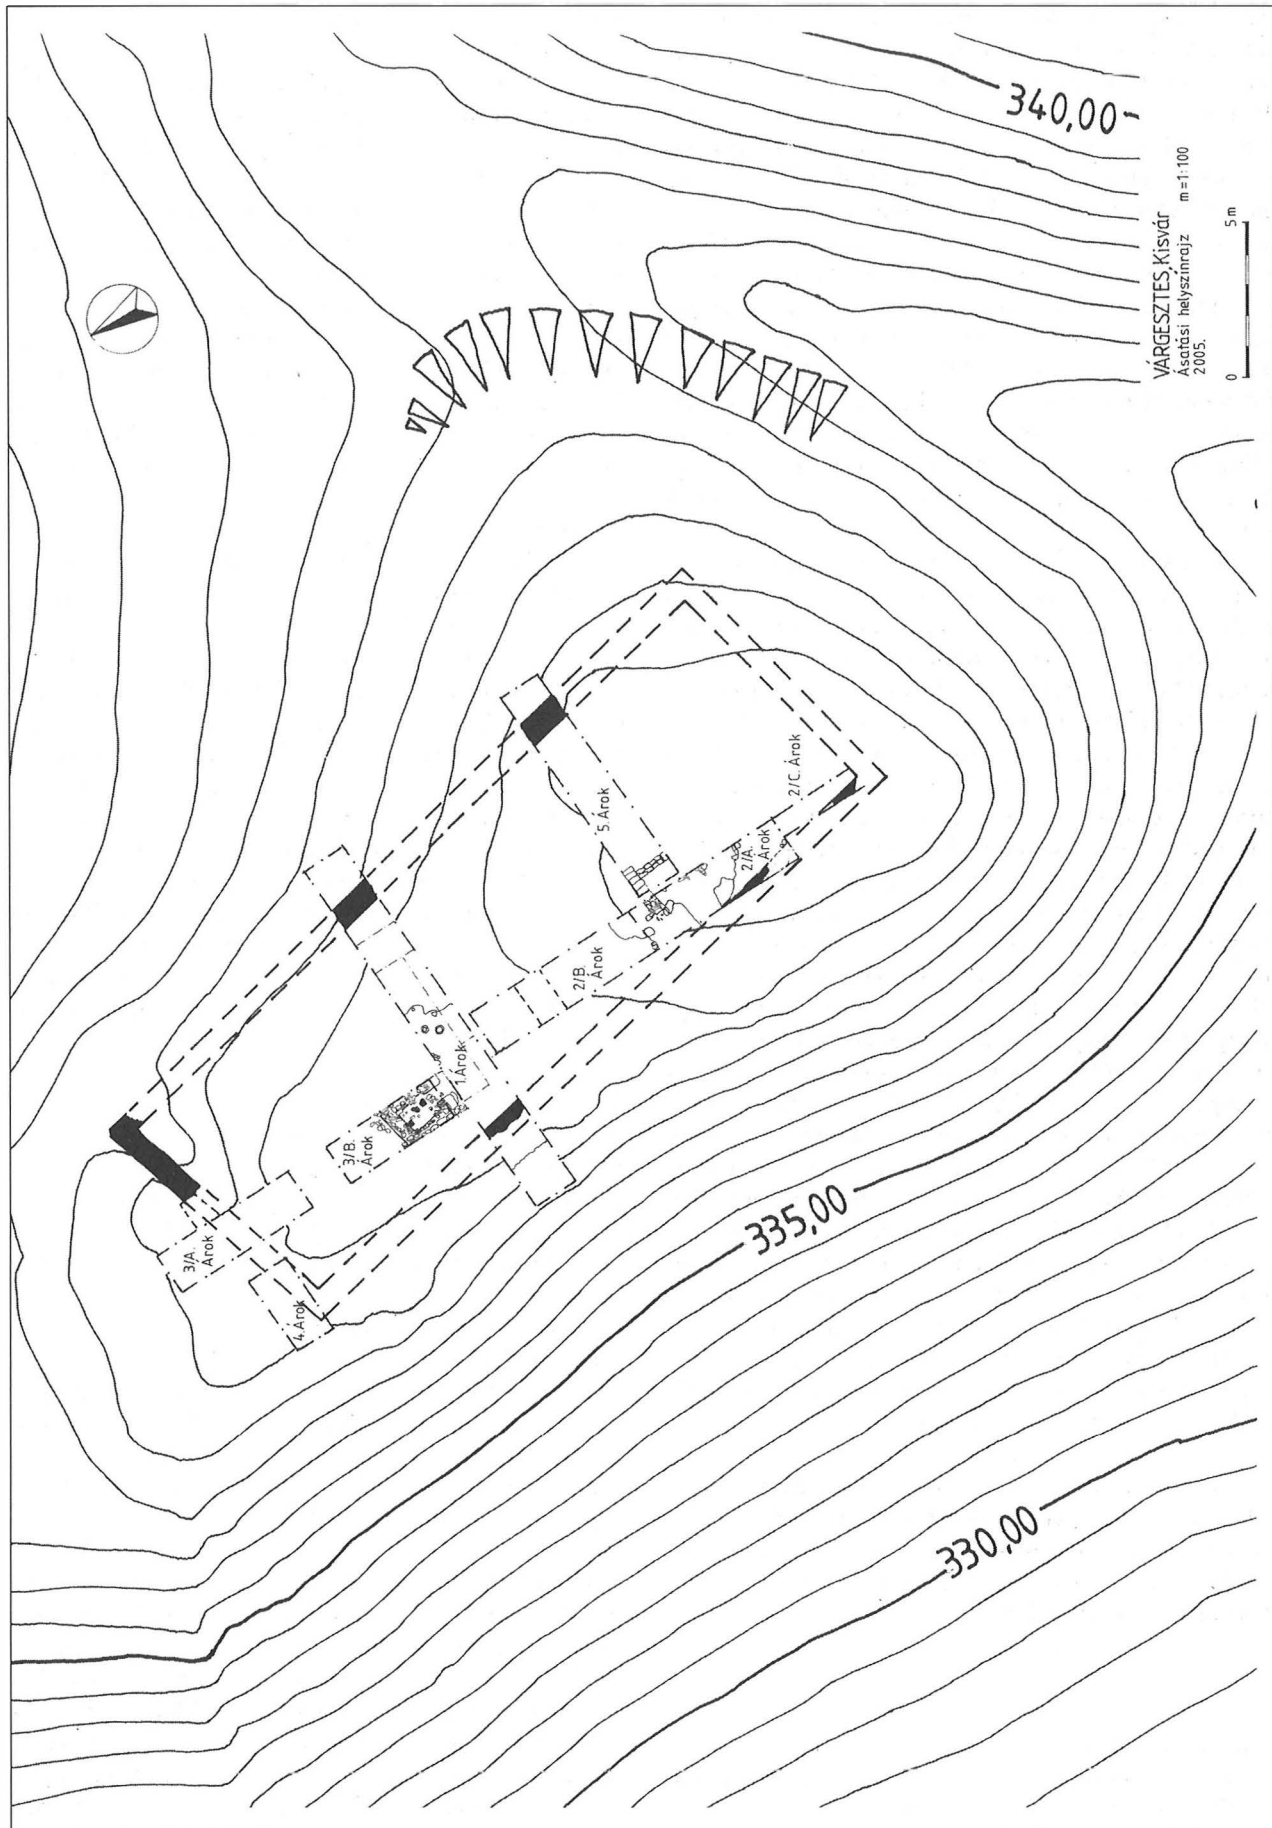 340,00
VÁRGESZTES, Kisvár
Ásatási helyszínrajz m=1:100
2005.
0 5 m
5. Árok
2/C. Árok
2/A.
Árok
2/B.
Árok
1. Árok
3/B.
Árok
3/A.
Árok
4. Árok
335,00
330,00